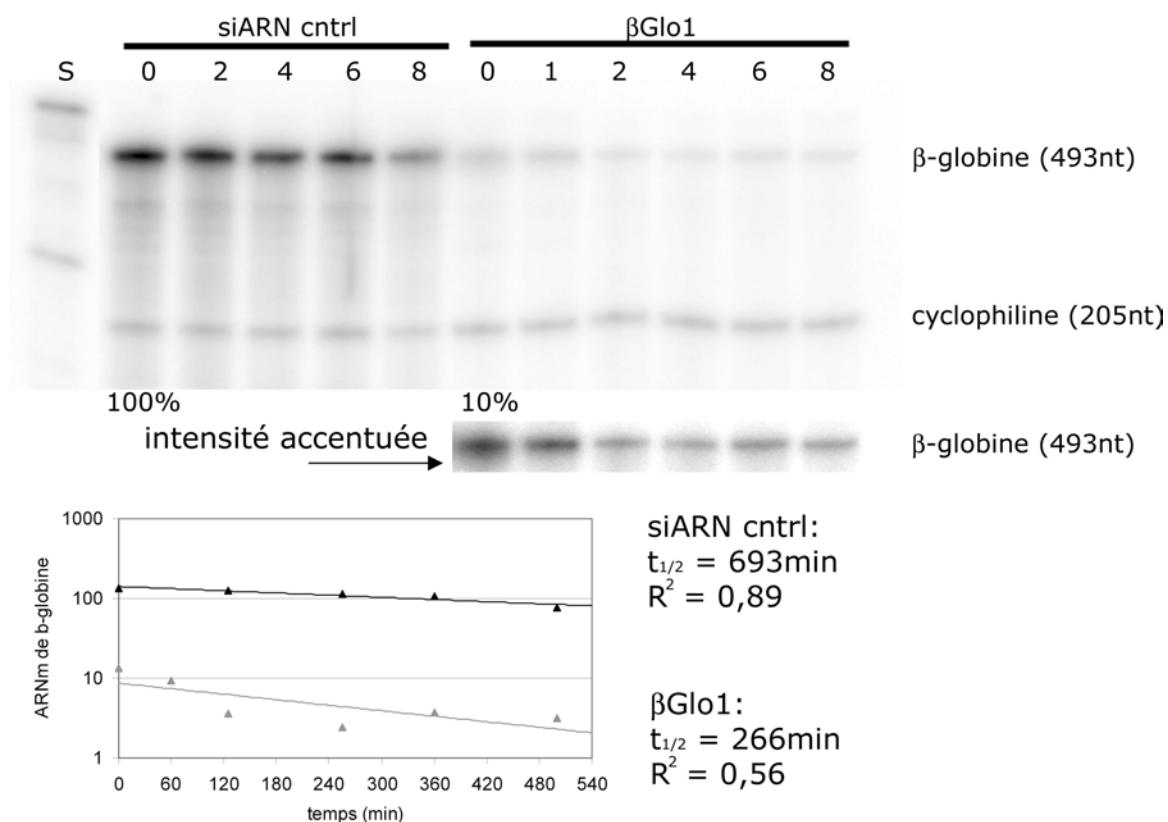 siARN cntrl βGlo1
S 0 2 4 6 8 0 1 2 4 6 8
β-globine (493nt)
cyclophiline (205nt)
100% 10%
intensité accentuée
β-globine (493nt)
1000
100
10
1
ARNm de b-globine
0 60 120 180 240 300 360 420 480 540
temps (min)
siARN cntrl:
t1/2 = 693min
R² = 0,89
βGlo1:
t1/2 = 266min
R² = 0,56